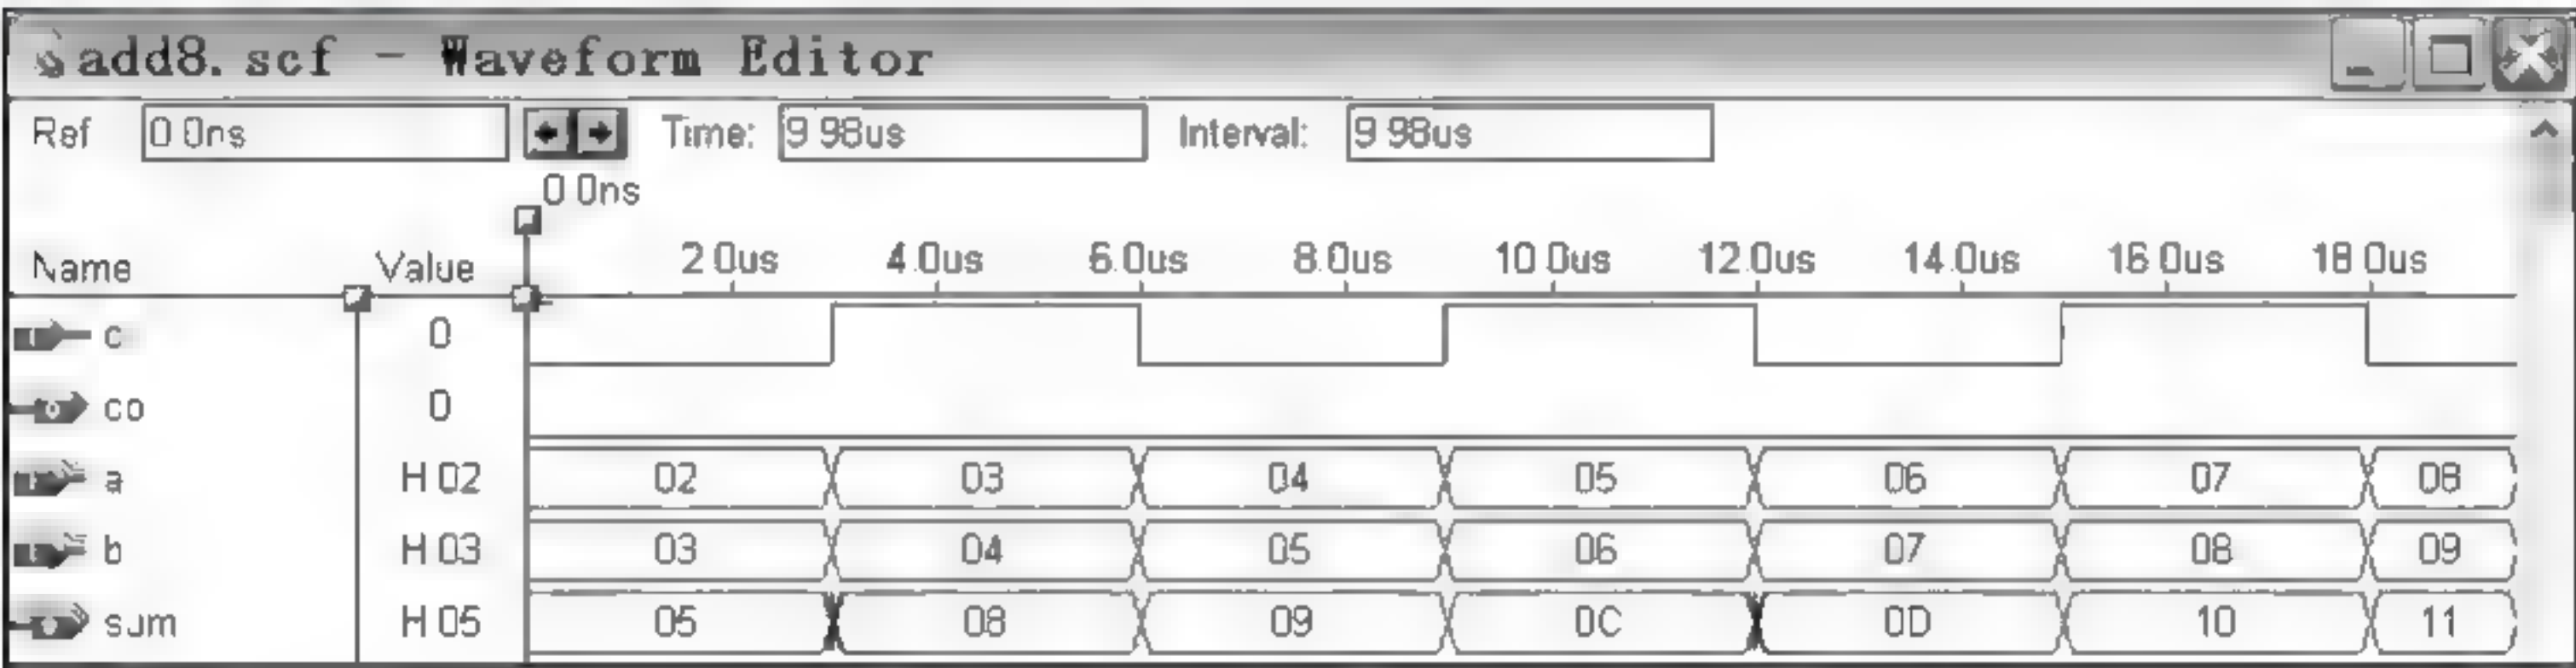 add8. scf - Waveform Editor
Ref 0 0ns Time: 9 98us Interval: 9 98us
0 0ns
Name Value 2 0us 4.0us 6.0us 8.0us 10 0us 12.0us 14.0us 16 0us 18 0us
c 0
co 0
a H 02 02 03 04 05 06 07 08
b H 03 03 04 05 06 07 08 09
sum H 05 05 08 09 0C 0D 10 11